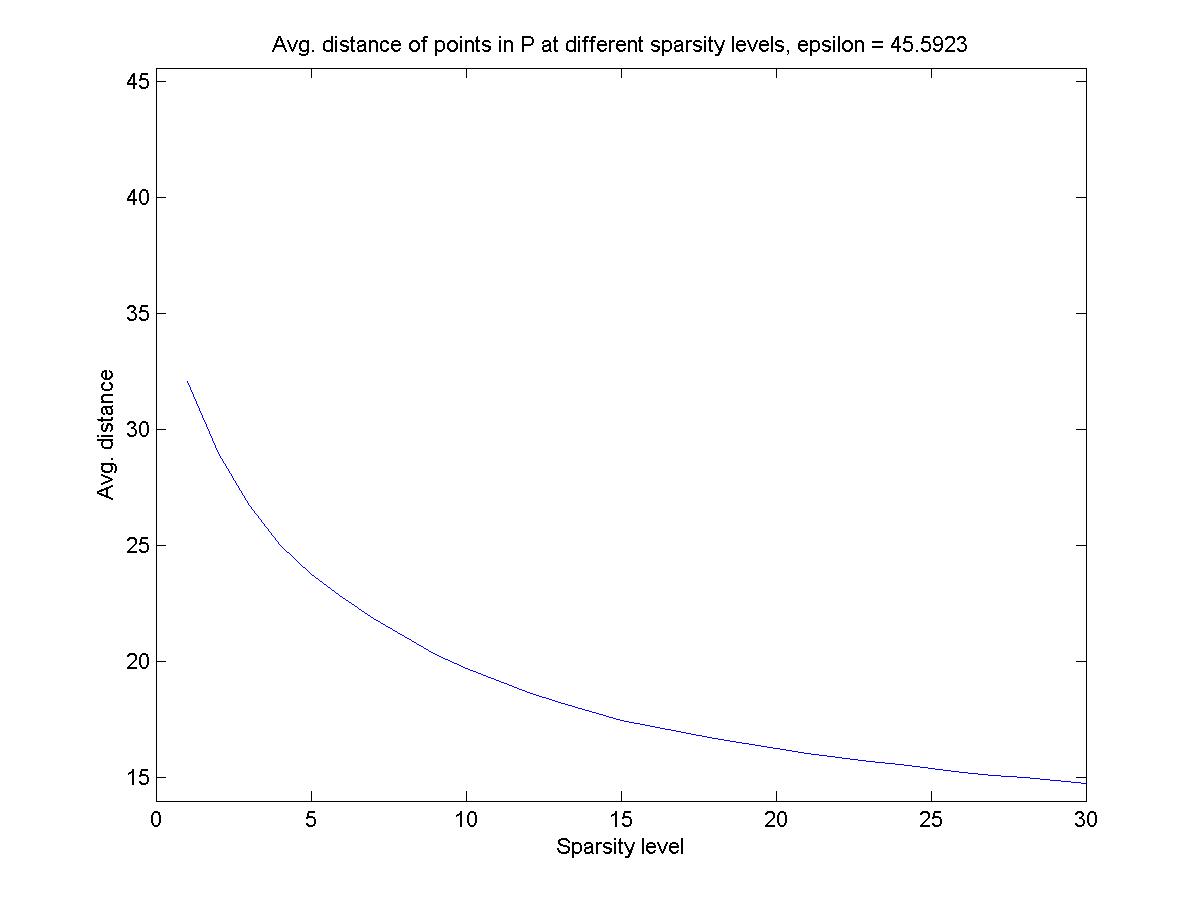 Avg. distance of points in P at different sparsity levels, epsilon = 45.5923
45
40
35
30
25
20
15
Avg. distance
0 5 10 15 20 25 30
Sparsity level